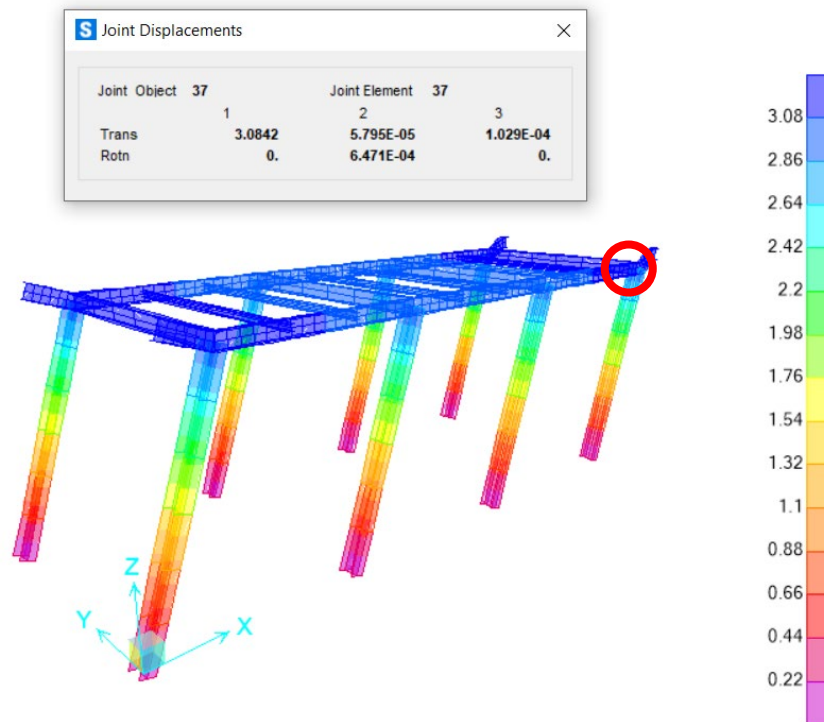 S Joint Displacements
Joint Object 37 Joint Element 37
1 2 3
Trans 3.0842 5.795E-05 1.029E-04
Rotn 0. 6.471E-04 0.
3.08
2.86
2.64
2.42
2.2
1.98
1.76
1.54
1.32
1.1
0.88
0.66
0.44
0.22
Z
Y
X